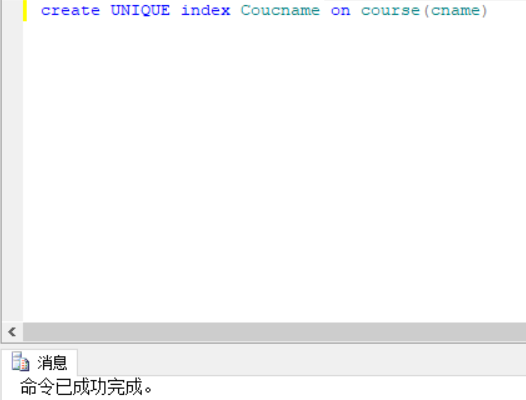 create UNIQUE index Coucname on course(cname)
消息
命令已成功完成。